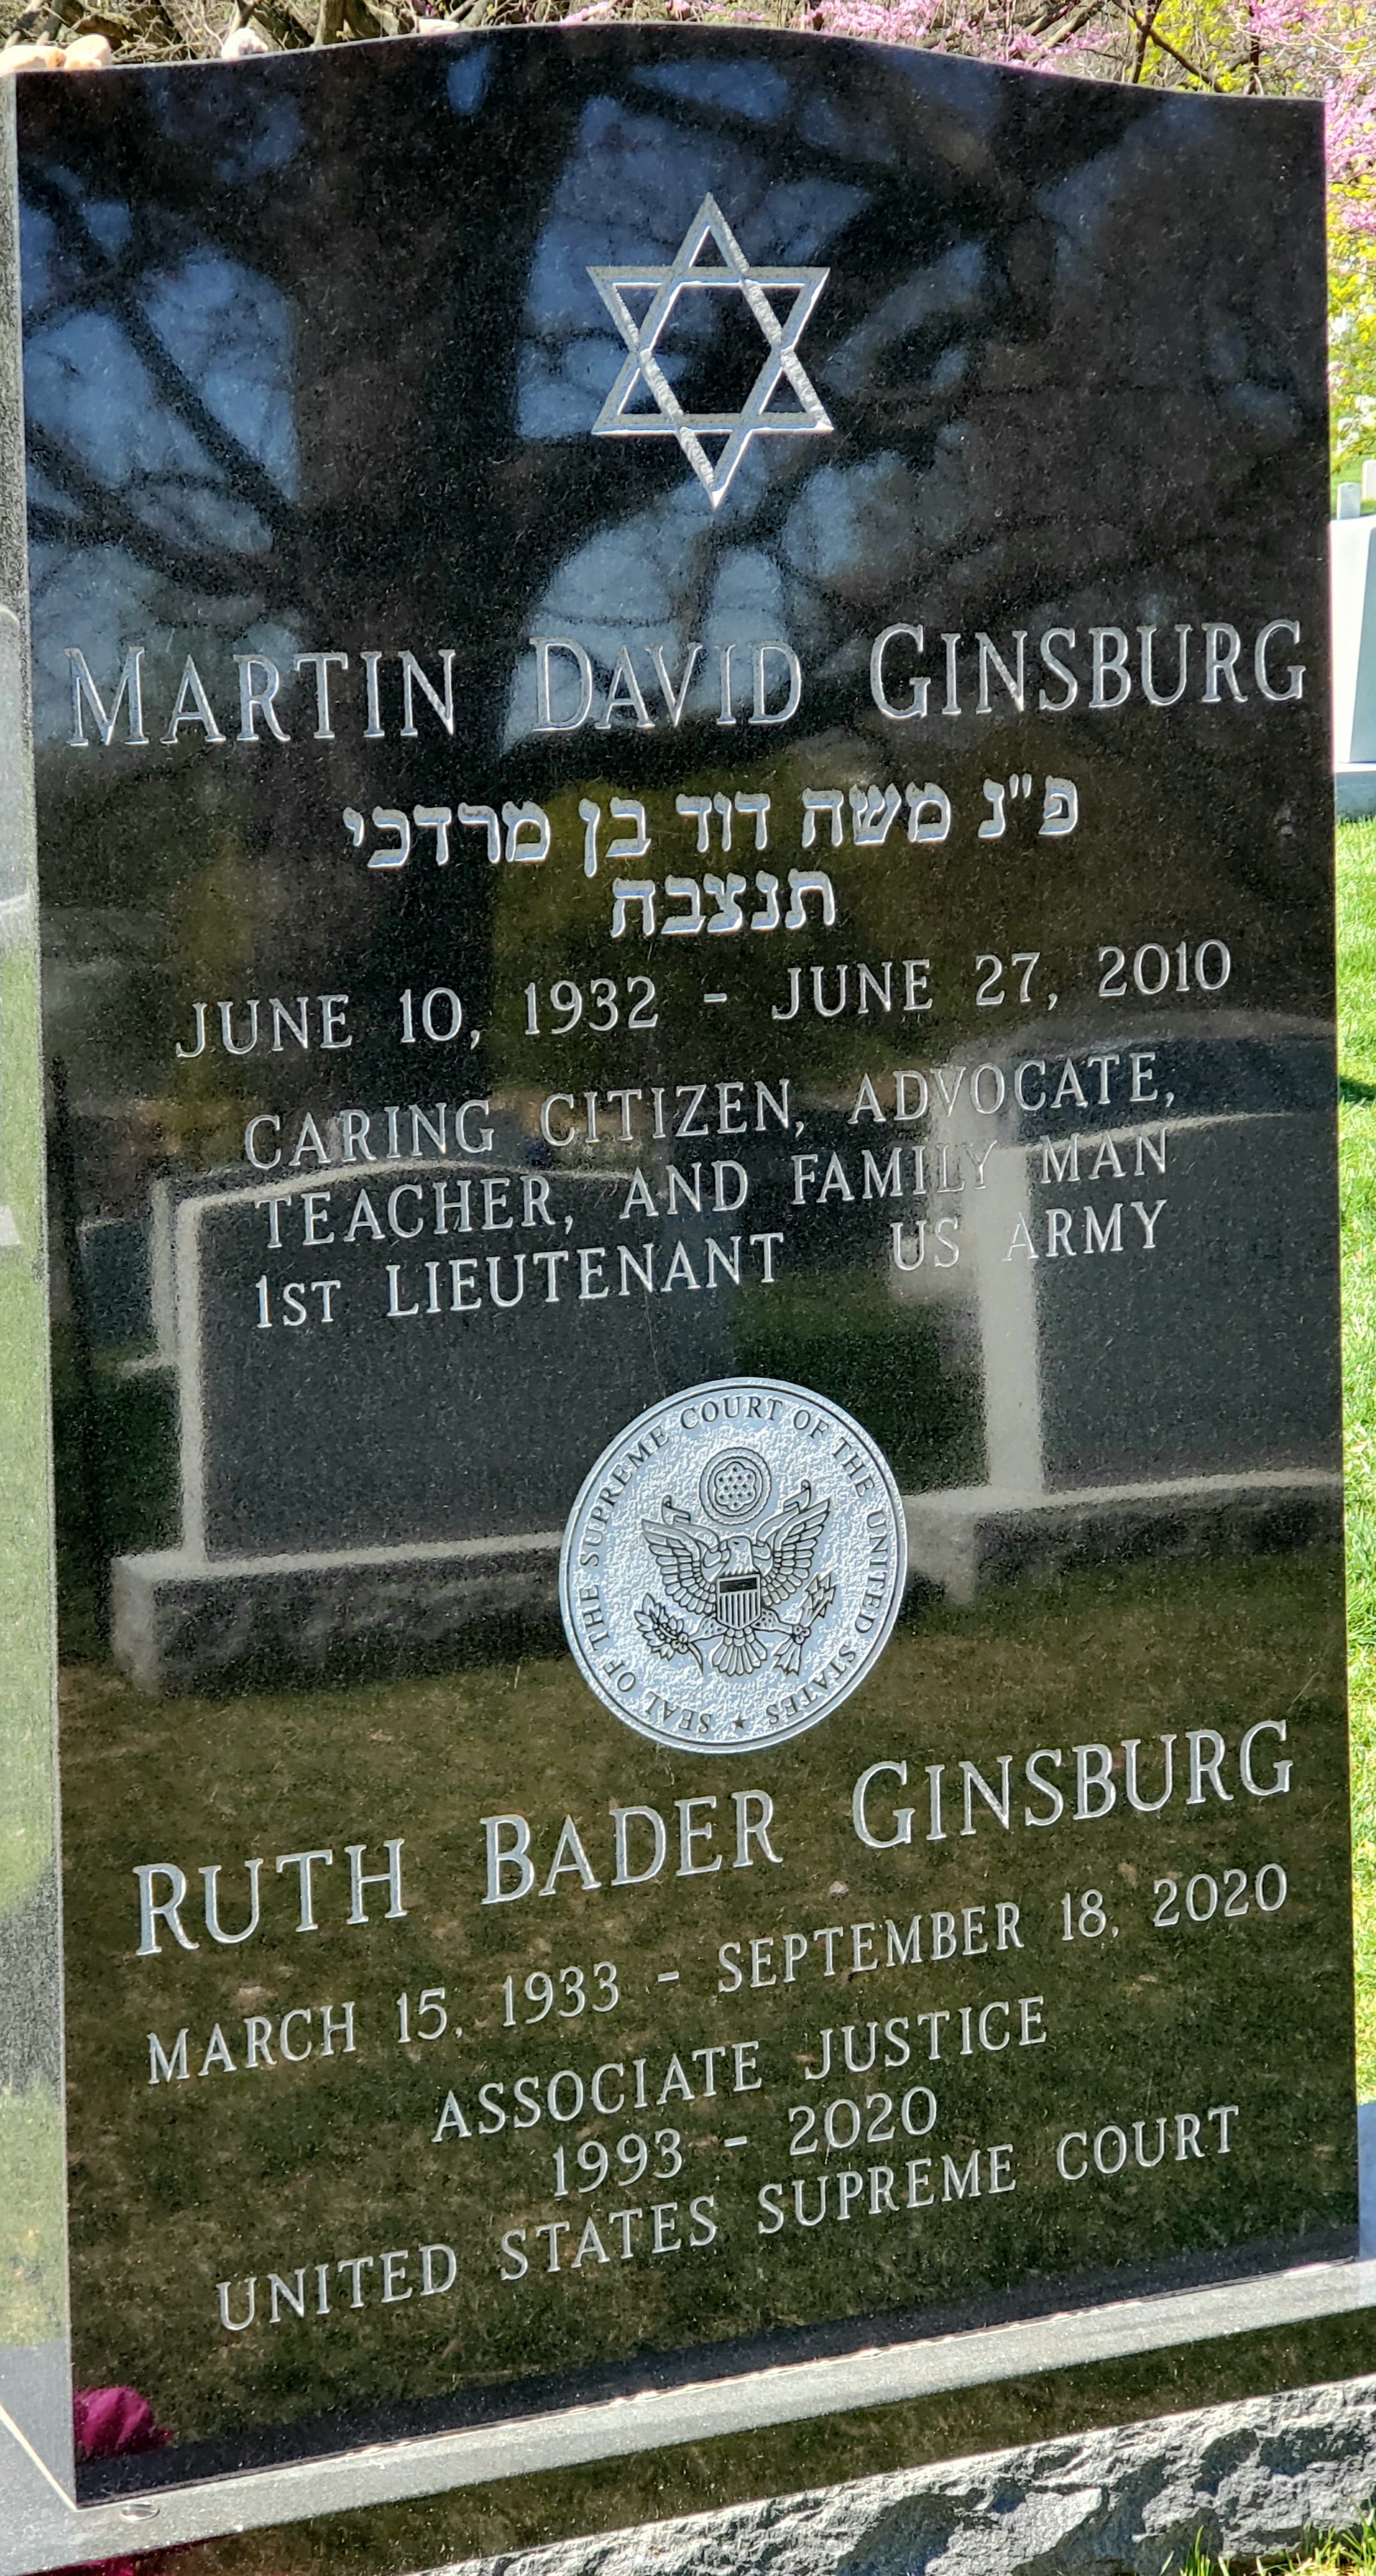 MARTIN DAVID GINSBURG
פ"נ משה דוד בן מרדכי
תנצבה
JUNE 10, 1932 - JUNE 27, 2010
CARING CITIZEN, ADVOCATE,
TEACHER, AND FAMILY MAN
1ST LIEUTENANT US ARMY
SEAL OF THE SUPREME COURT OF THE UNITED STATES ★
RUTH BADER GINSBURG
MARCH 15, 1933 - SEPTEMBER 18, 2020
ASSOCIATE JUSTICE
1993 - 2020
UNITED STATES SUPREME COURT